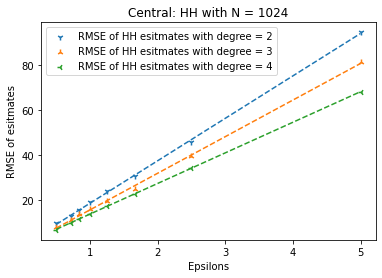 Central: HH with N = 1024
RMSE of HH esitmates with degree = 2
RMSE of HH esitmates with degree = 3
RMSE of HH esitmates with degree = 4
RMSE of esitmates
80
60
40
20
1 2 3 4 5
Epsilons